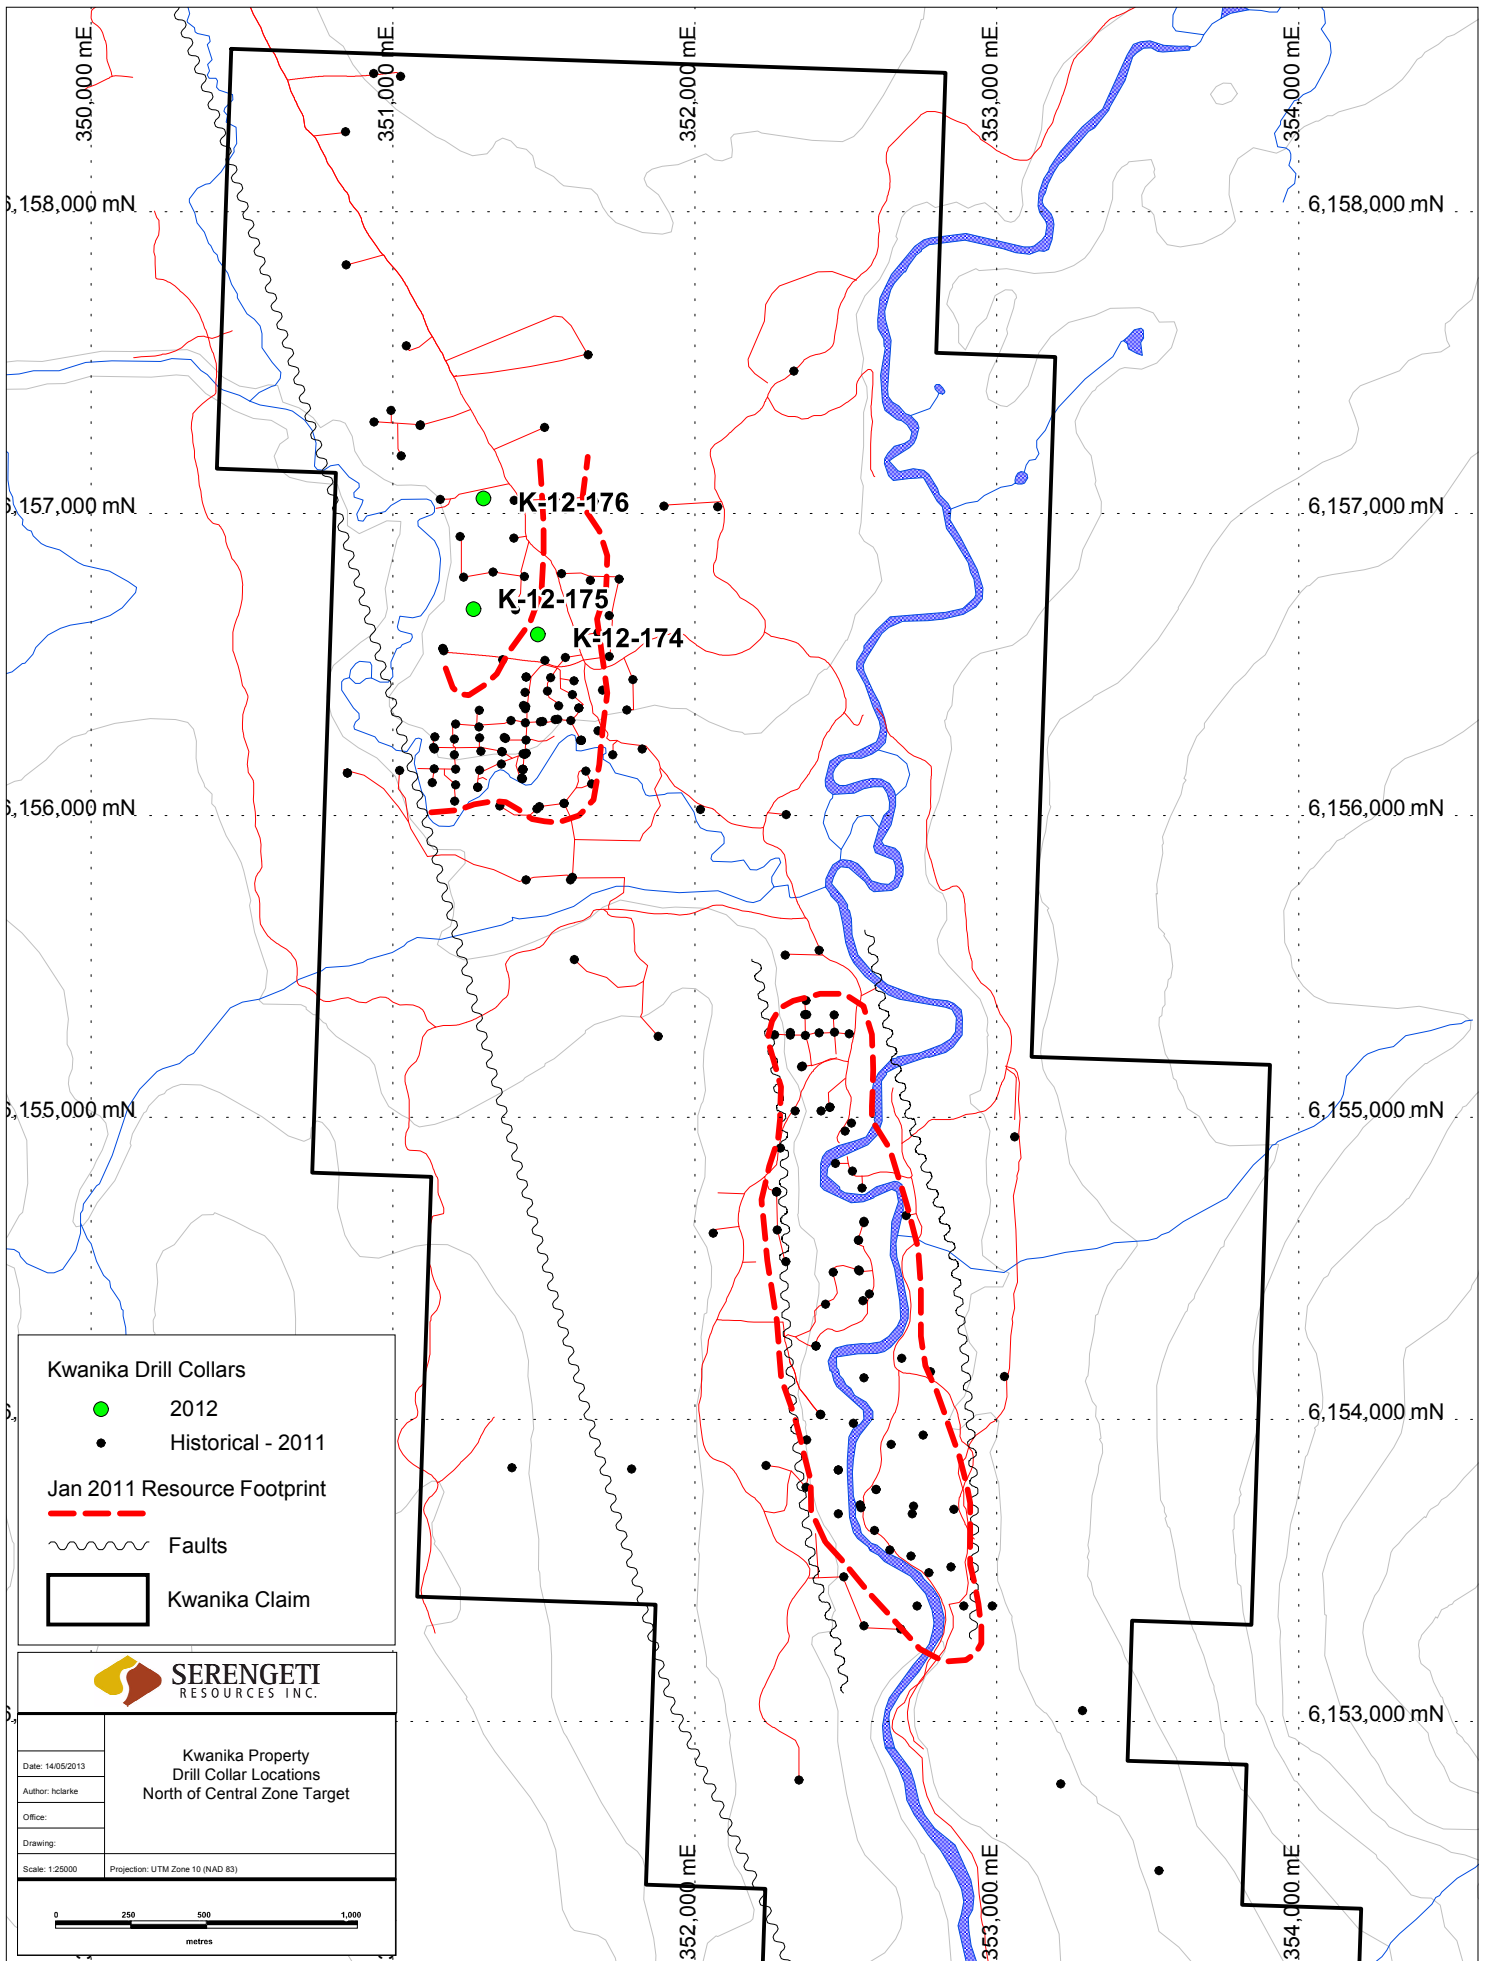 350,000 mE
351,000 mE
352,000 mE
353,000 mE
354,000 mE
6,158,000 mN
6,158,000 mN
K-12-176
6,157,000 mN
6,157,000 mN
K-12-175
K-12-174
6,156,000 mN
6,156,000 mN
6,155,000 mN
6,155,000 mN
6,154,000 mN
6,153,000 mN
352,000 mE
353,000 mE
354,000 mE
Kwanika Drill Collars
2012
Historical - 2011
Jan 2011 Resource Footprint
Faults
Kwanika Claim
SERENGETI
RESOURCES INC.
Kwanika Property
Drill Collar Locations
North of Central Zone Target
Date: 14/05/2013
Author: hclarke
Office:
Drawing:
Scale: 1:25000
Projection: UTM Zone 10 (NAD 83)
0 250 500 1,000
metres